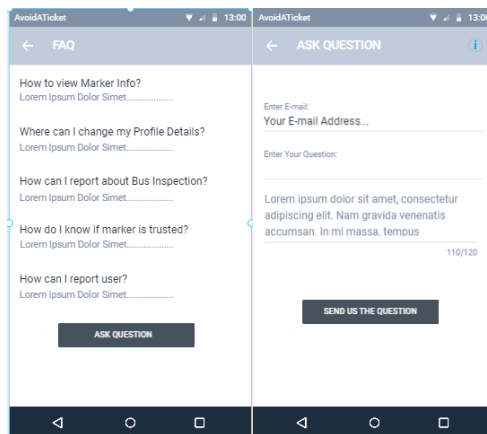 AvoidATicket
13:00
FAQ
How to view Marker Info?
Lorem Ipsum Dolor Simet....................
Where can I change my Profile Details?
Lorem Ipsum Dolor Simet....................
How can I report about Bus Inspection?
Lorem Ipsum Dolor Simet....................
How do I know if marker is trusted?
Lorem Ipsum Dolor Simet....................
How can I report user?
Lorem Ipsum Dolor Simet....................
ASK QUESTION
AvoidATicket
13:00
ASK QUESTION
i
Enter E-mail:
Your E-mail Address...
Enter Your Question:
Lorem ipsum dolor sit amet, consectetur
adipiscing elit. Nam gravida venenatis
accumsan. In mi massa, tempus
110/120
SEND US THE QUESTION